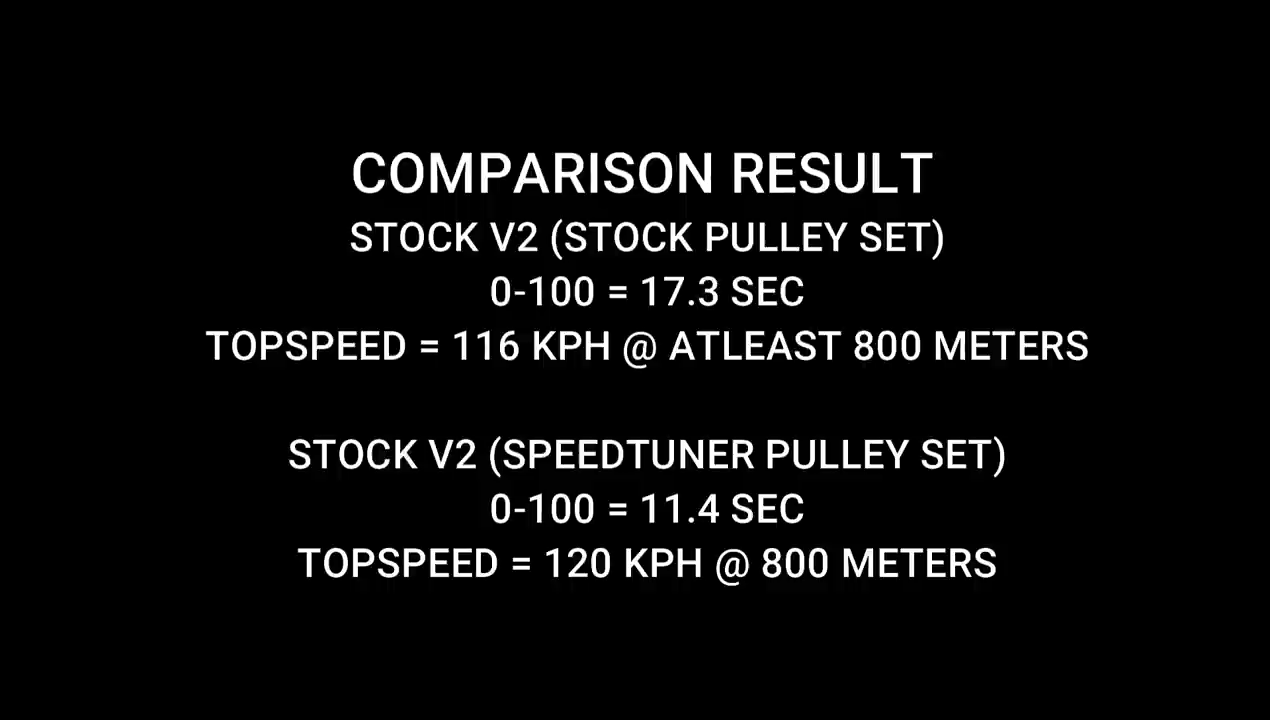 COMPARISON RESULT
STOCK V2 (STOCK PULLEY SET)
0-100 = 17.3 SEC
TOPSPEED = 116 KPH @ ATLEAST 800 METERS
STOCK V2 (SPEEDTUNER PULLEY SET)
0-100 = 11.4 SEC
TOPSPEED = 120 KPH @ 800 METERS